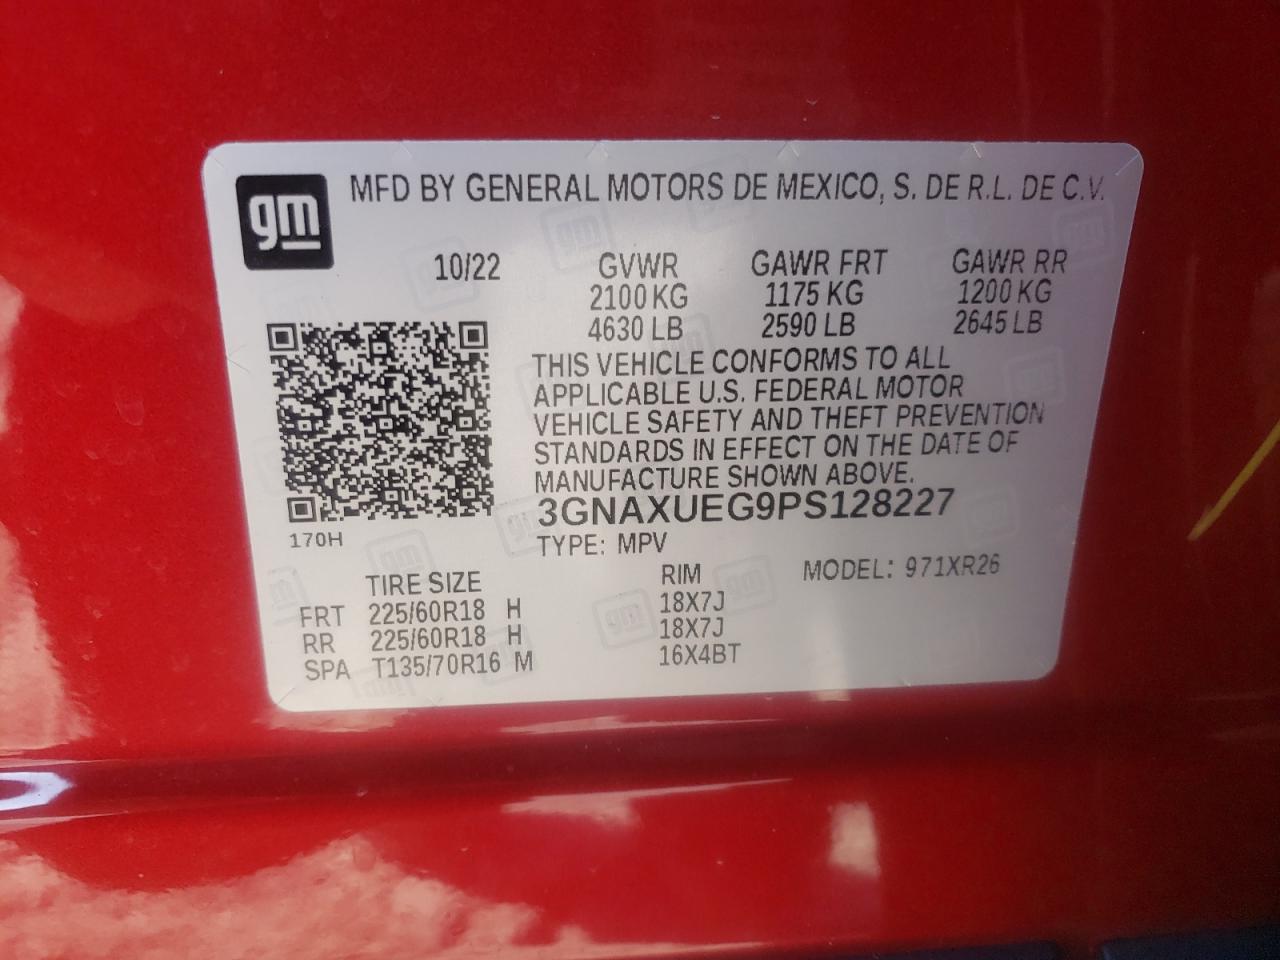 gm MFD BY GENERAL MOTORS DE MEXICO, S. DE R.L. DE C.V.
10/22 GVWR GAWR FRT GAWR RR
2100 KG 1175 KG 1200 KG
4630 LB 2590 LB 2645 LB
THIS VEHICLE CONFORMS TO ALL
APPLICABLE U.S. FEDERAL MOTOR
VEHICLE SAFETY AND THEFT PREVENTION
STANDARDS IN EFFECT ON THE DATE OF
MANUFACTURE SHOWN ABOVE.
3GNAXUEG9PS128227
170H
TYPE: MPV
MODEL: 971XR26
TIRE SIZE RIM
FRT 225/60R18 H 18X7J
RR 225/60R18 H 18X7J
SPA T135/70R16 M 16X4BT